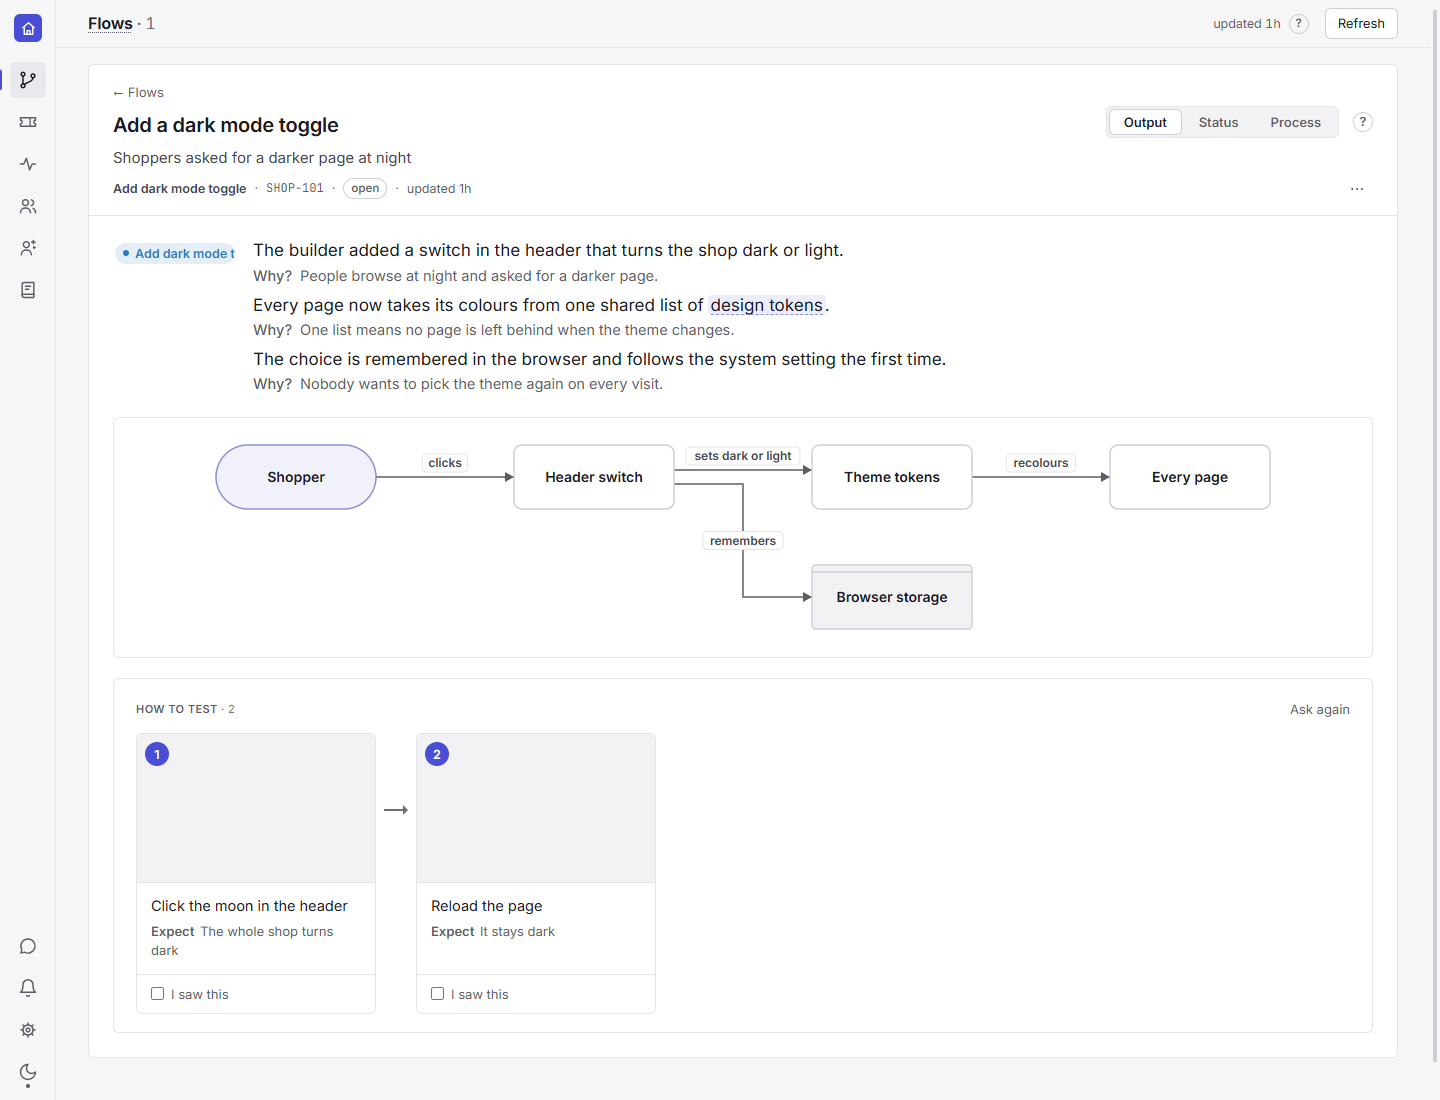 Flows · 1
updated 1h ? Refresh
← Flows
Add a dark mode toggle
Output Status Process ?
Shoppers asked for a darker page at night
Add dark mode toggle · SHOP-101 · open · updated 1h ...
Add dark mode t
The builder added a switch in the header that turns the shop dark or light.
Why? People browse at night and asked for a darker page.
Every page now takes its colours from one shared list of design tokens.
Why? One list means no page is left behind when the theme changes.
The choice is remembered in the browser and follows the system setting the first time.
Why? Nobody wants to pick the theme again on every visit.
Shopper
clicks
Header switch
sets dark or light
Theme tokens
recolours
Every page
remembers
Browser storage
HOW TO TEST · 2
Ask again
1
Click the moon in the header
Expect The whole shop turns
dark
I saw this
2
Reload the page
Expect It stays dark
I saw this